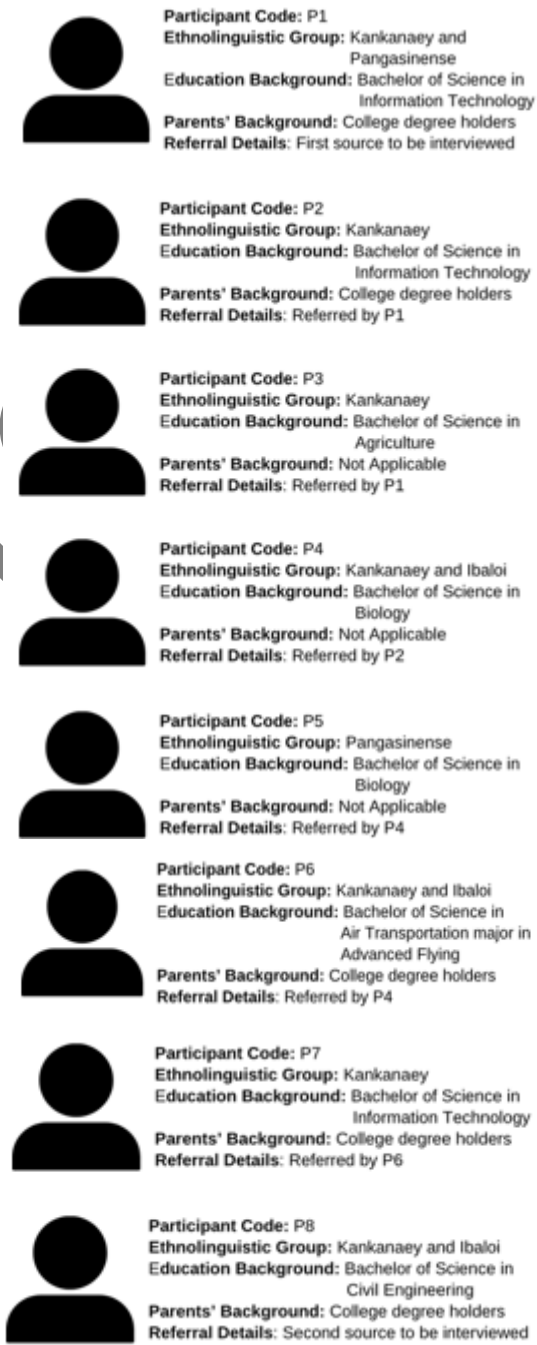 Participant Code: P1
Ethnolinguistic Group: Kankanaey and
Pangasinense
Education Background: Bachelor of Science in
Information Technology
Parents' Background: College degree holders
Referral Details: First source to be interviewed
Participant Code: P2
Ethnolinguistic Group: Kankanaey
Education Background: Bachelor of Science in
Information Technology
Parents' Background: College degree holders
Referral Details: Referred by P1
Participant Code: P3
Ethnolinguistic Group: Kankanaey
Education Background: Bachelor of Science in
Agriculture
Parents' Background: Not Applicable
Referral Details: Referred by P1
Participant Code: P4
Ethnolinguistic Group: Kankanaey and Ibaloi
Education Background: Bachelor of Science in
Biology
Parents' Background: Not Applicable
Referral Details: Referred by P2
Participant Code: P5
Ethnolinguistic Group: Pangasinense
Education Background: Bachelor of Science in
Biology
Parents' Background: Not Applicable
Referral Details: Referred by P4
Participant Code: P6
Ethnolinguistic Group: Kankanaey and Ibaloi
Education Background: Bachelor of Science in
Air Transportation major in
Advanced Flying
Parents' Background: College degree holders
Referral Details: Referred by P4
Participant Code: P7
Ethnolinguistic Group: Kankanaey
Education Background: Bachelor of Science in
Information Technology
Parents' Background: College degree holders
Referral Details: Referred by P6
Participant Code: P8
Ethnolinguistic Group: Kankanaey and Ibaloi
Education Background: Bachelor of Science in
Civil Engineering
Parents' Background: College degree holders
Referral Details: Second source to be interviewed